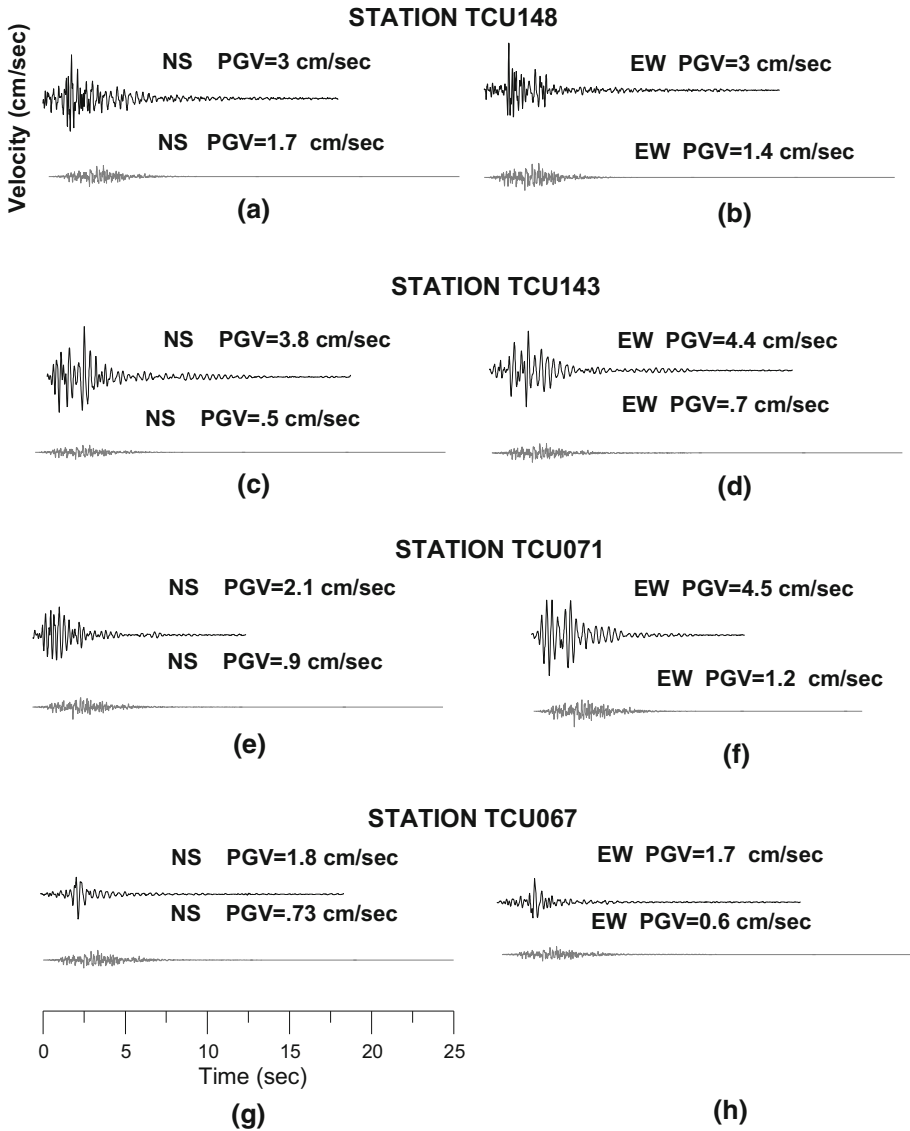 STATION TCU148
Velocity (cm/sec)
NS PGV=3 cm/sec
EW PGV=3 cm/sec
NS PGV=1.7 cm/sec
EW PGV=1.4 cm/sec
(a)
(b)
STATION TCU143
NS PGV=3.8 cm/sec
EW PGV=4.4 cm/sec
NS PGV=.5 cm/sec
EW PGV=.7 cm/sec
(c)
(d)
STATION TCU071
NS PGV=2.1 cm/sec
EW PGV=4.5 cm/sec
NS PGV=.9 cm/sec
EW PGV=1.2 cm/sec
(e)
(f)
STATION TCU067
NS PGV=1.8 cm/sec
EW PGV=1.7 cm/sec
NS PGV=.73 cm/sec
EW PGV=0.6 cm/sec
0 5 10 15 20 25
Time (sec)
(g)
(h)